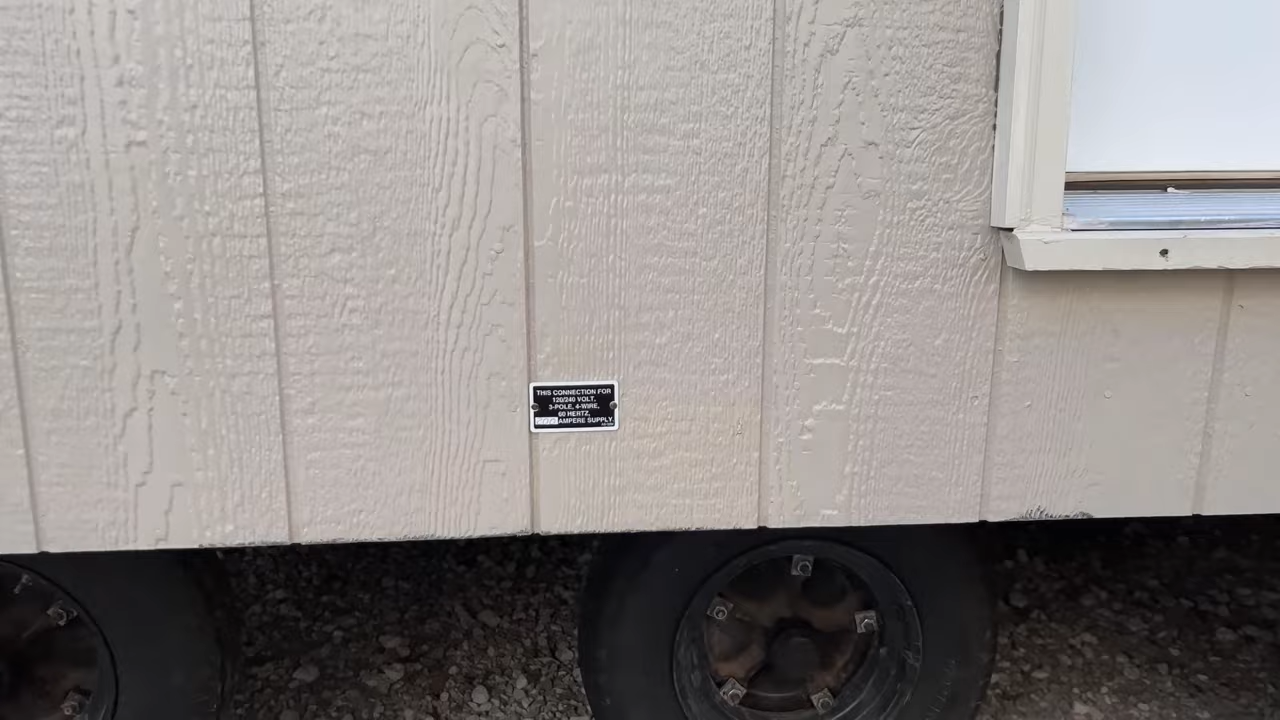 THIS CONNECTION FOR
120/240 VOLT,
3-POLE, 4-WIRE,
60 HERTZ,
AMPERE SUPPLY